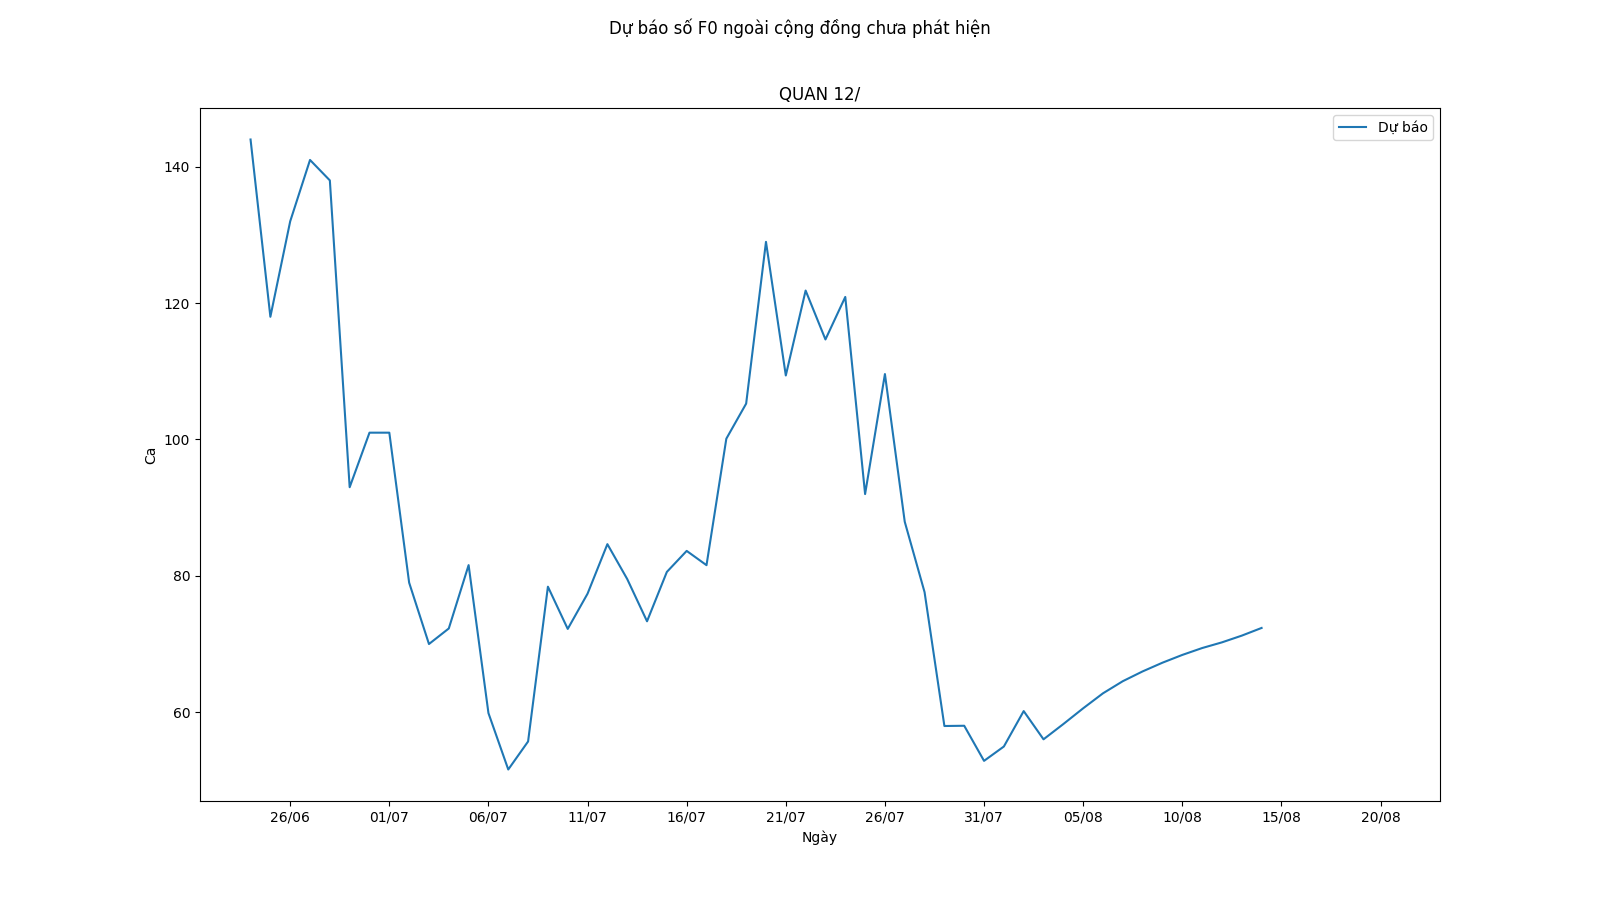 Dự báo số F0 ngoài cộng đồng chưa phát hiện
QUAN 12/
Dự báo
140
120
100
80
60
Ca
26/06 01/07 06/07 11/07 16/07 21/07 26/07 31/07 05/08 10/08 15/08 20/08
Ngày